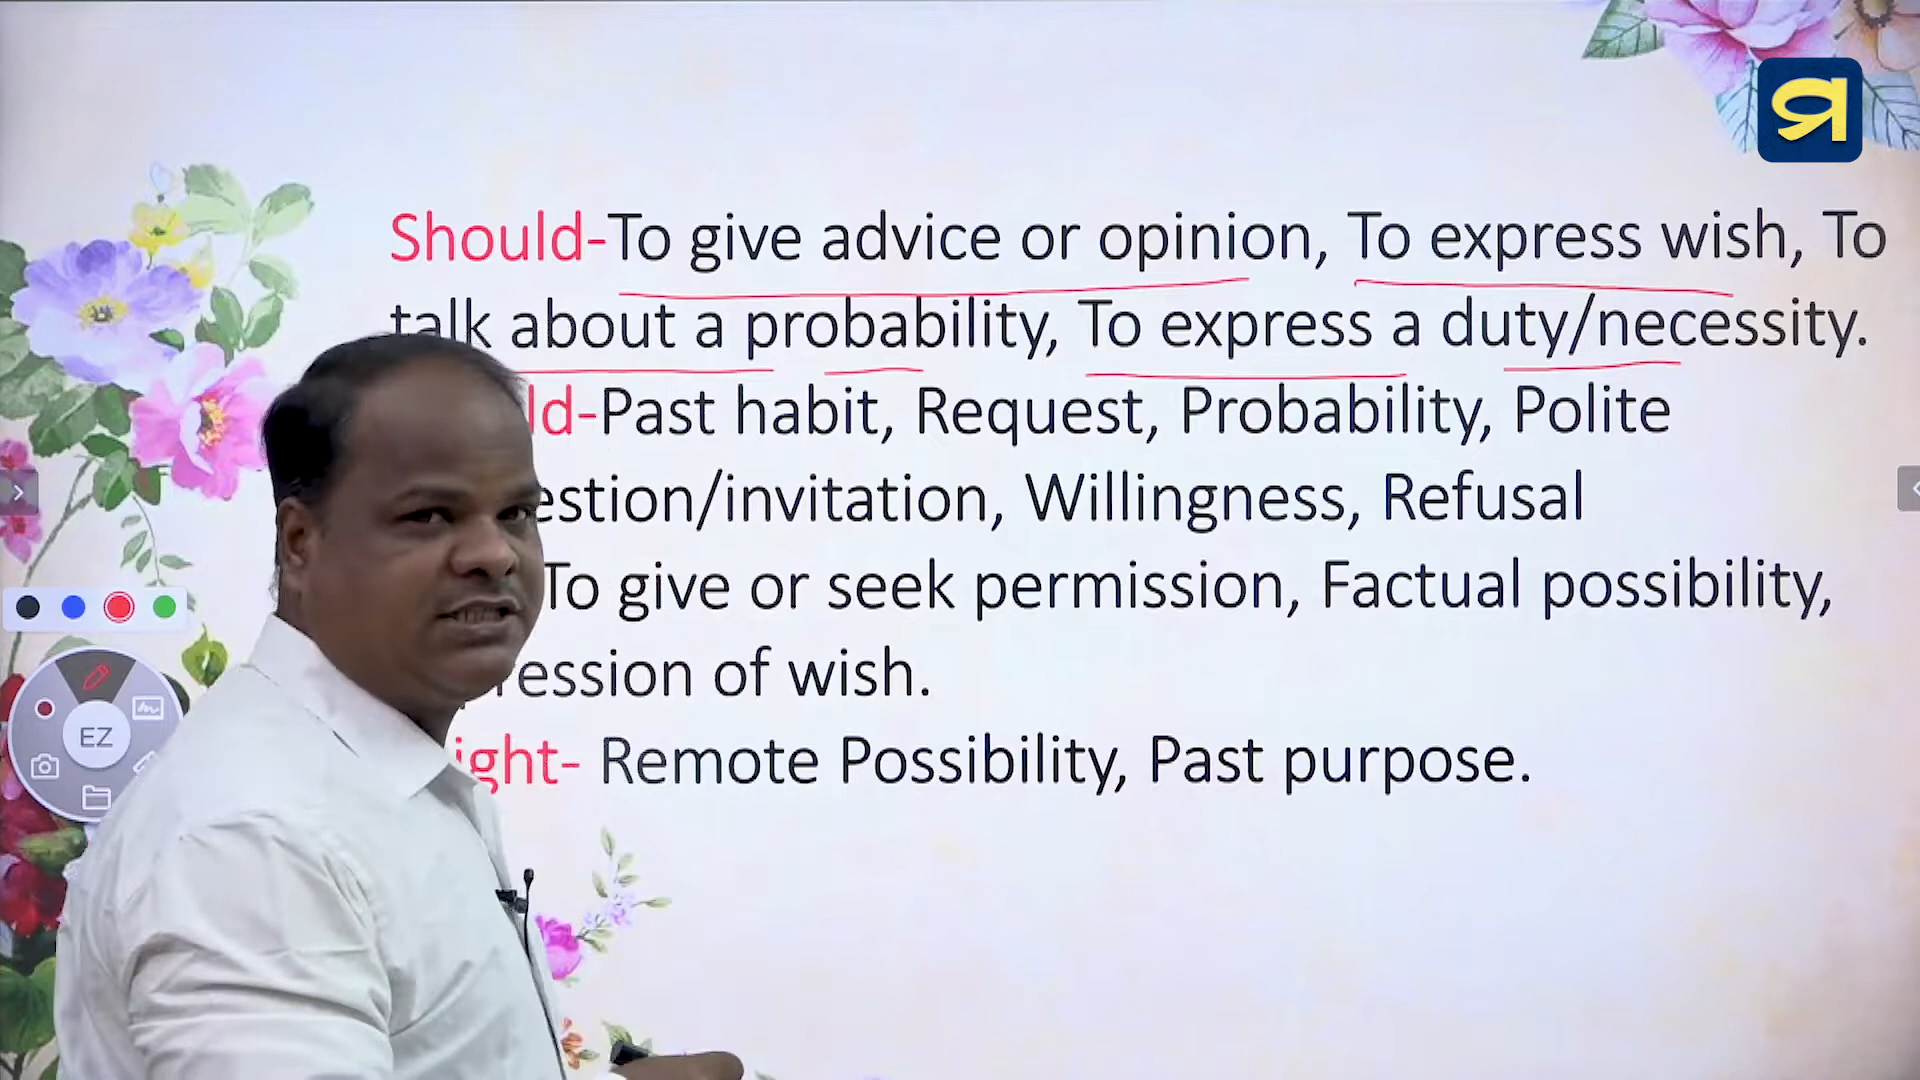 Should-To give advice or opinion, To express wish, To
talk about a probability, To express a duty/necessity.
ld-Past habit, Request, Probability, Polite
estion/invitation, Willingness, Refusal
To give or seek permission, Factual possibility,
ression of wish.
ight- Remote Possibility, Past purpose.
EZ